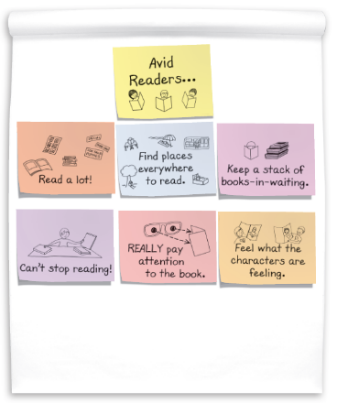 Avid
Readers...
Read a lot!
Find places
everywhere
to read.
Keep a stack of
books-in-waiting.
Can't stop reading!
REALLY pay
attention
to the book.
Feel what the
characters are
feeling.